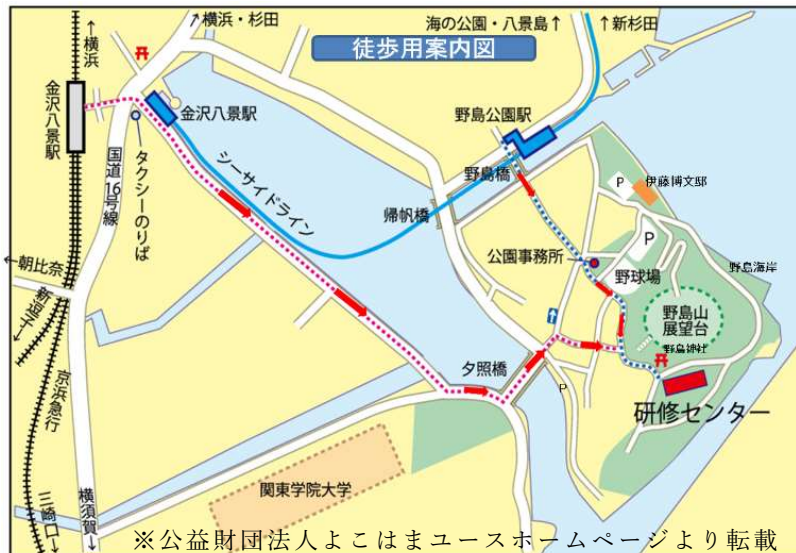 ←横浜
↗横浜・杉田
海の公園・八景島↑
↑新杉田
徒歩用案内図
金沢八景駅
金沢八景駅
野島公園駅
タクシーのりば
国道16号線
シーサイドライン
野島橋
帰帆橋
P
伊藤博文邸
P
公園事務所
野球場
野島海岸
←朝比奈
新逗子→
野島山
展望台
野島神社
夕照橋
P
京浜急行
研修センター
関東学院大学
三崎口→
横須賀→
※公益財団法人よこはまユースホームページより転載